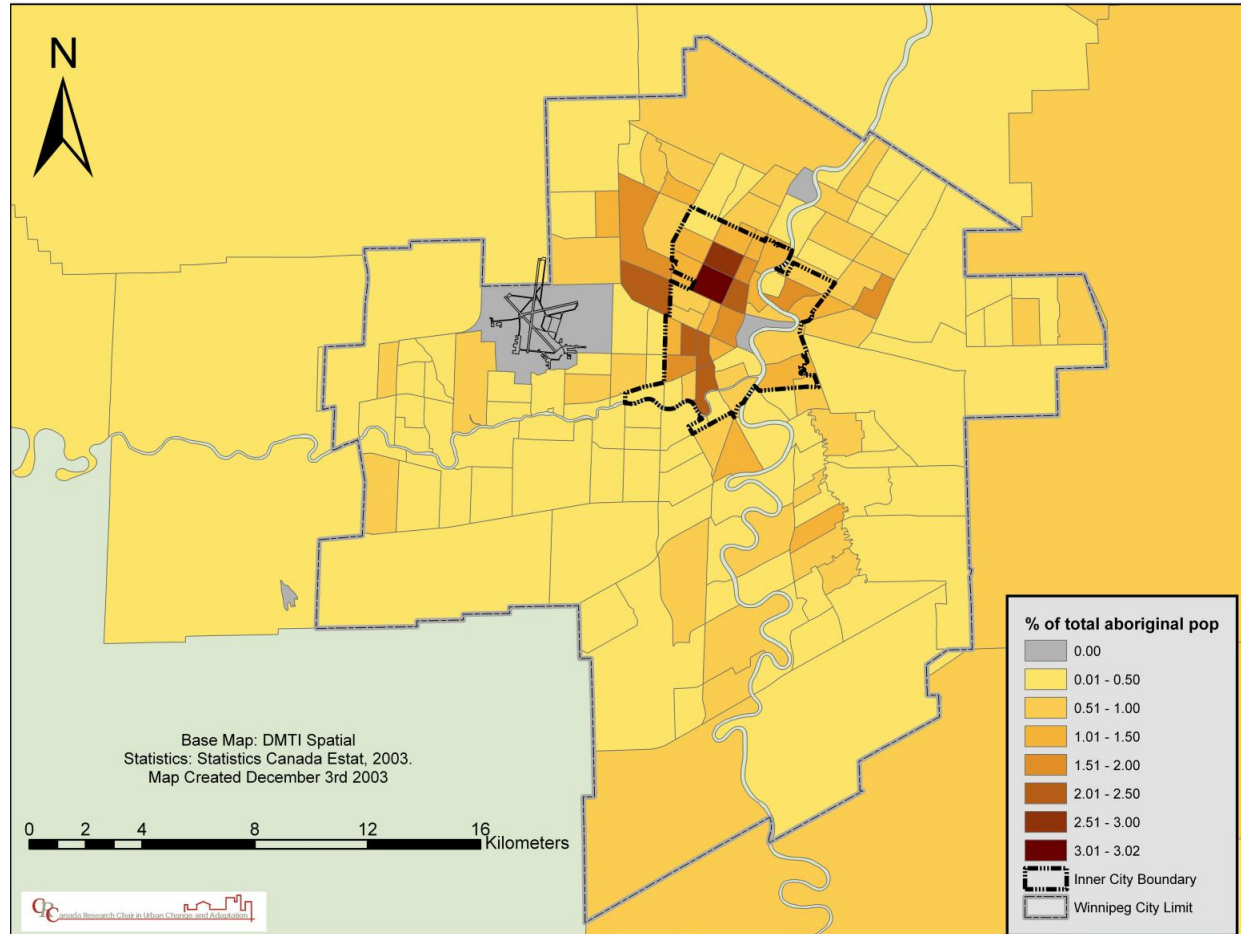 N
Base Map: DMTI Spatial
Statistics: Statistics Canada Estat, 2003.
Map Created December 3rd 2003
0 2 4 8 12 16
Kilometers
CRC anada Research Chair in Urban Change and Adaptation
% of total aboriginal pop
0.00
0.01 - 0.50
0.51 - 1.00
1.01 - 1.50
1.51 - 2.00
2.01 - 2.50
2.51 - 3.00
3.01 - 3.02
Inner City Boundary
Winnipeg City Limit